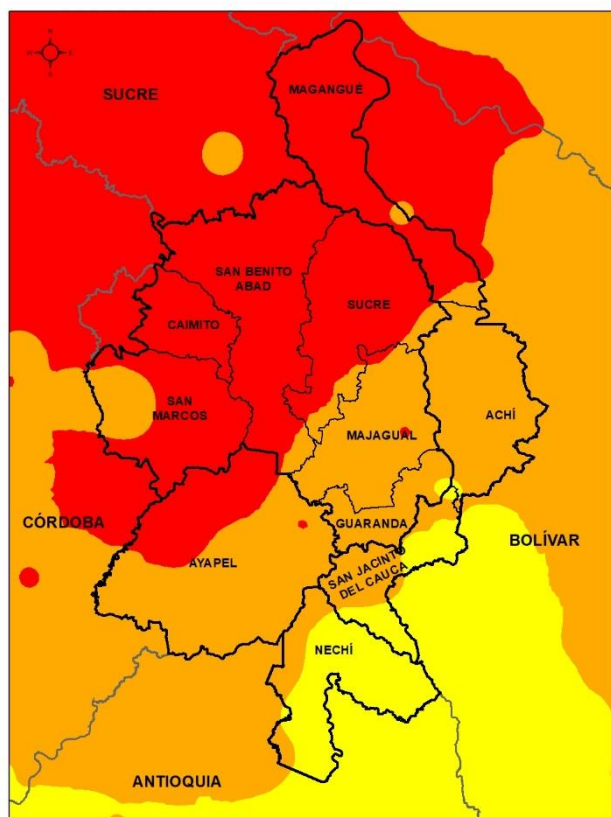 MAGANGUÉ
SUCRE
SAN BENITO
ABAD
SUCRE
CAIMITO
SAN
MARCOS
ACHÍ
MAJAGUAL
CÓRDOBA
GUARANDA
BOLÍVAR
AYAPEL
SAN JACINTO
DEL CAUCA
NECHÍ
ANTIOQUIA